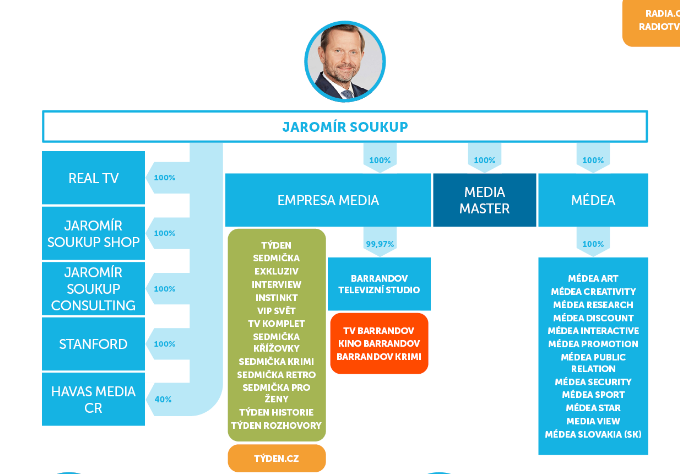 RADIA.C
RADIOTV
JAROMÍR SOUKUP
100%
100%
100%
REAL TV
100%
JAROMÍR
SOUKUP SHOP
100%
JAROMÍR
SOUKUP
CONSULTING
100%
STANFORD
100%
HAVAS MEDIA
CR
40%
EMPRESA MEDIA
MEDIA
MASTER
MÉDEA
TÝDEN
SEDMIČKA
EXKLUZIV
INTERVIEW
INSTINKT
VIP SVĚT
TV KOMPLET
SEDMIČKA
KŘÍŽOVKY
SEDMIČKA KRIMI
SEDMIČKA RETRO
SEDMIČKA PRO
ŽENY
TÝDEN HISTORIE
TÝDEN ROZHOVORY
TÝDEN.CZ
99,97%
BARRANDOV
TELEVIZNÍ STUDIO
TV BARRANDOV
KINO BARRANDOV
BARRANDOV KRIMI
100%
MÉDEA ART
MÉDEA CREATIVITY
MÉDEA RESEARCH
MÉDEA DISCOUNT
MÉDEA INTERACTIVE
MÉDEA PROMOTION
MÉDEA PUBLIC
RELATION
MÉDEA SECURITY
MÉDEA SPORT
MÉDEA STAR
MEDIA VIEW
MÉDEA SLOVAKIA (SK)